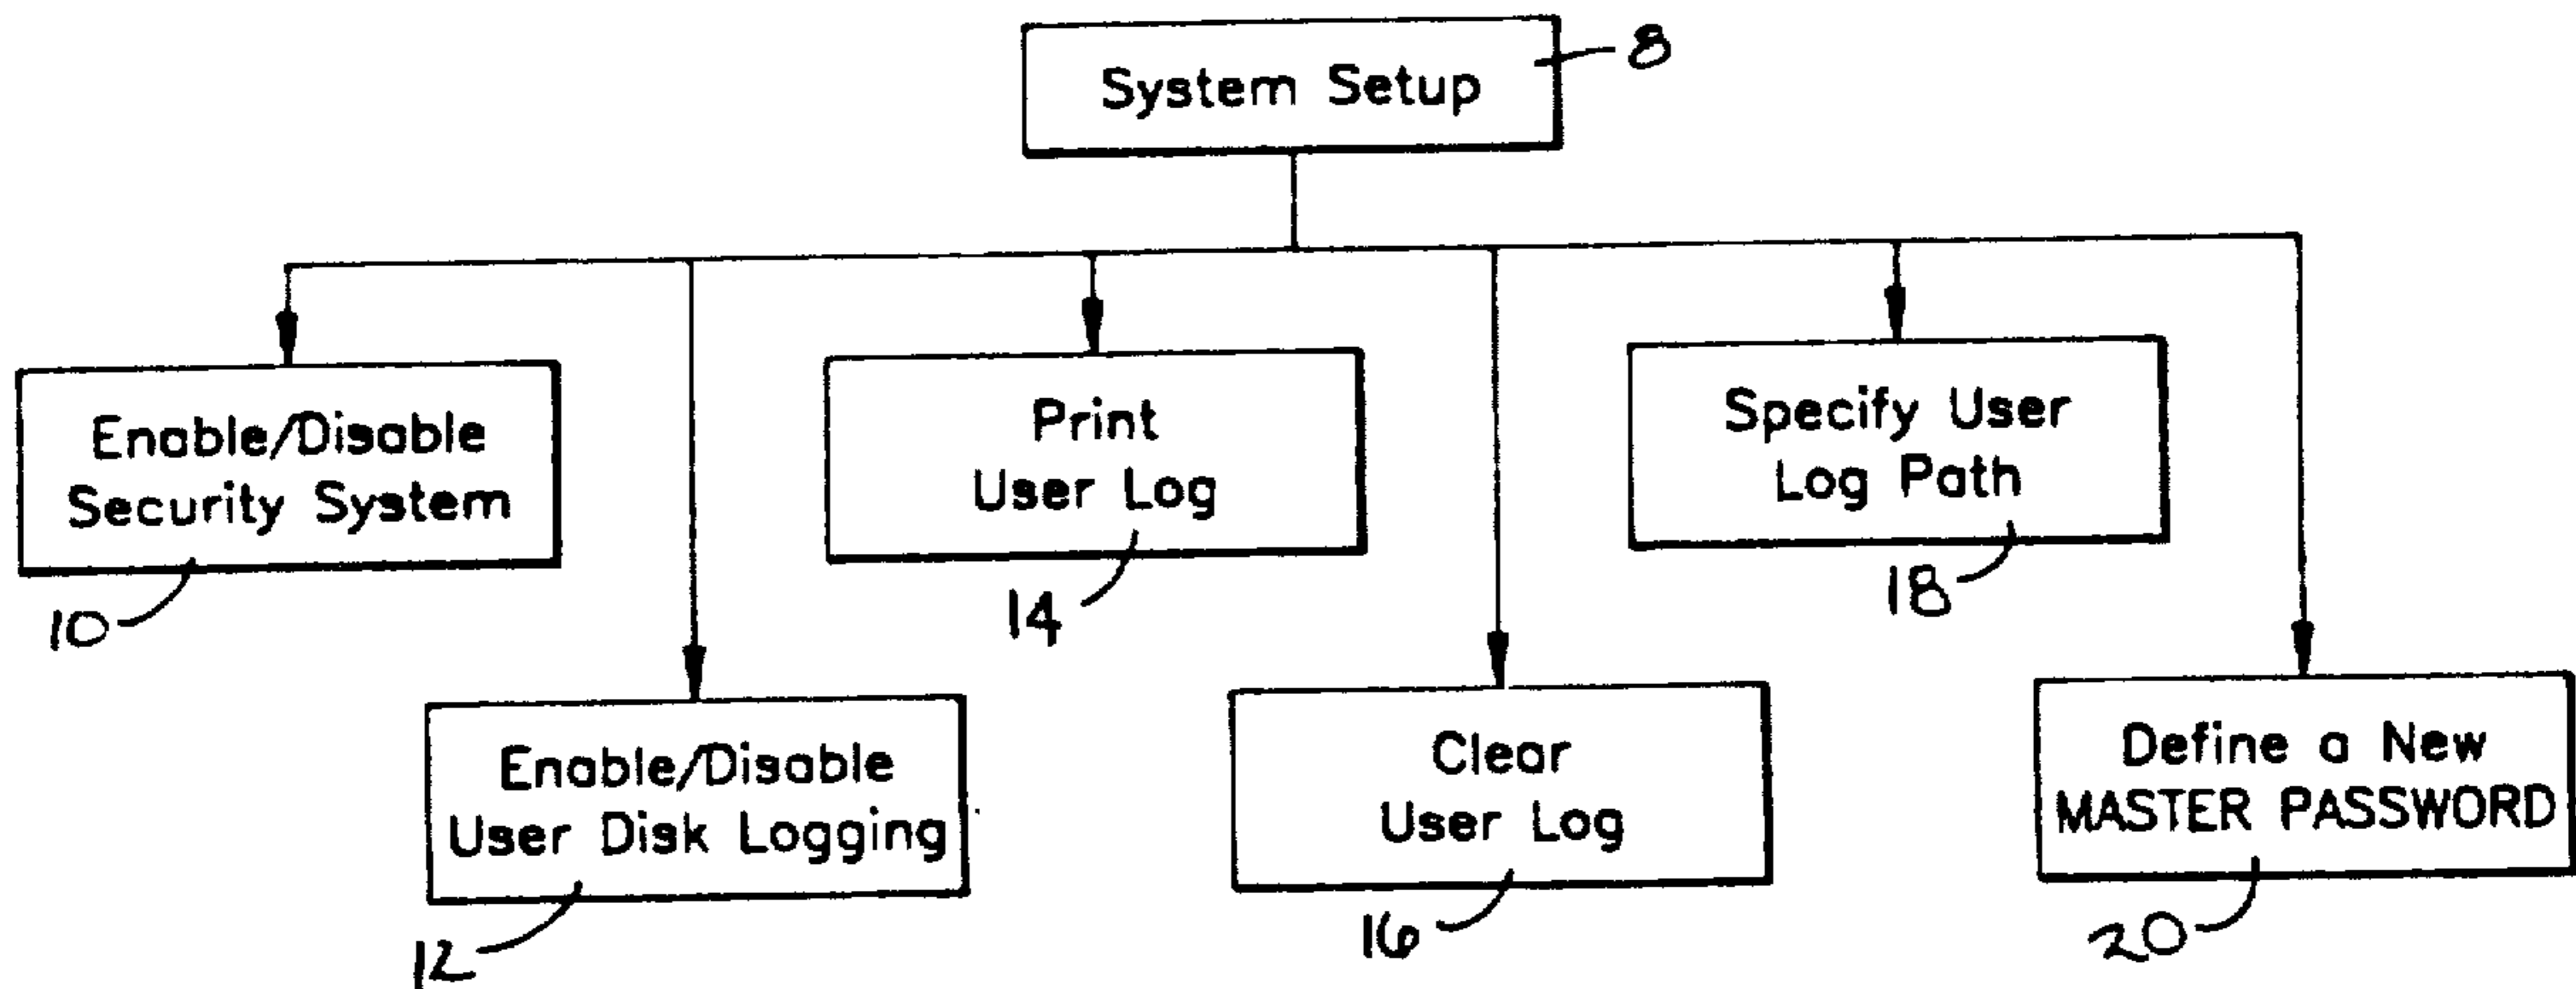 System Setup
8
Enable/Disable
Security System
10
Print
User Log
14
Specify User
Log Path
18
Enable/Disable
User Disk Logging
12
Clear
User Log
16
Define a New
MASTER PASSWORD
20